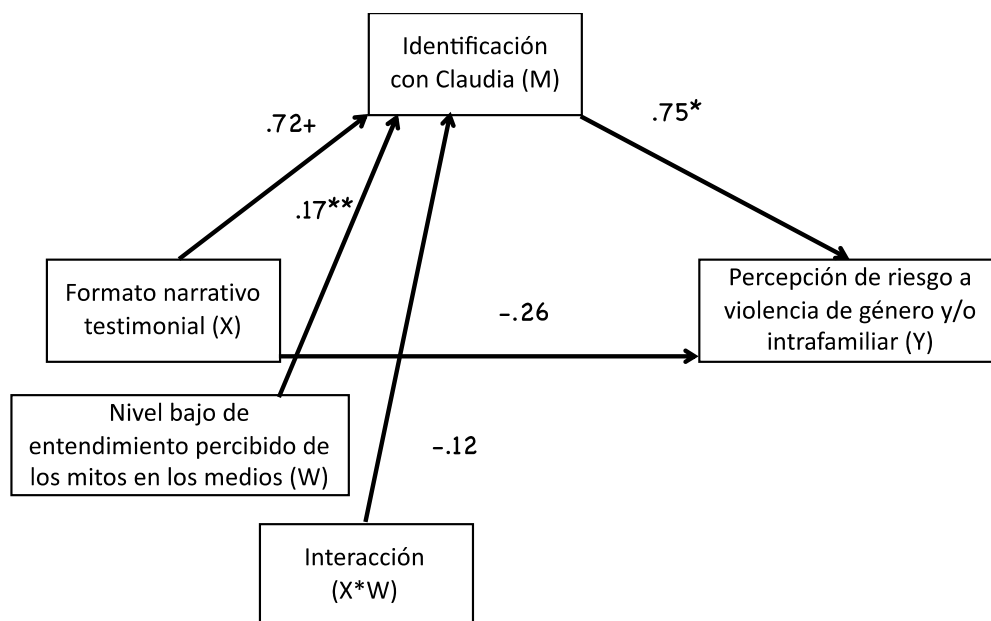 Identificación
con Claudia (M)
.72+
.75*
.17**
Formato narrativo
testimonial (X)
-.26
Percepción de riesgo a
violencia de género y/o
intrafamiliar (Y)
Nivel bajo de
entendimiento percibido de
los mitos en los medios (W)
-.12
Interacción
(X*W)